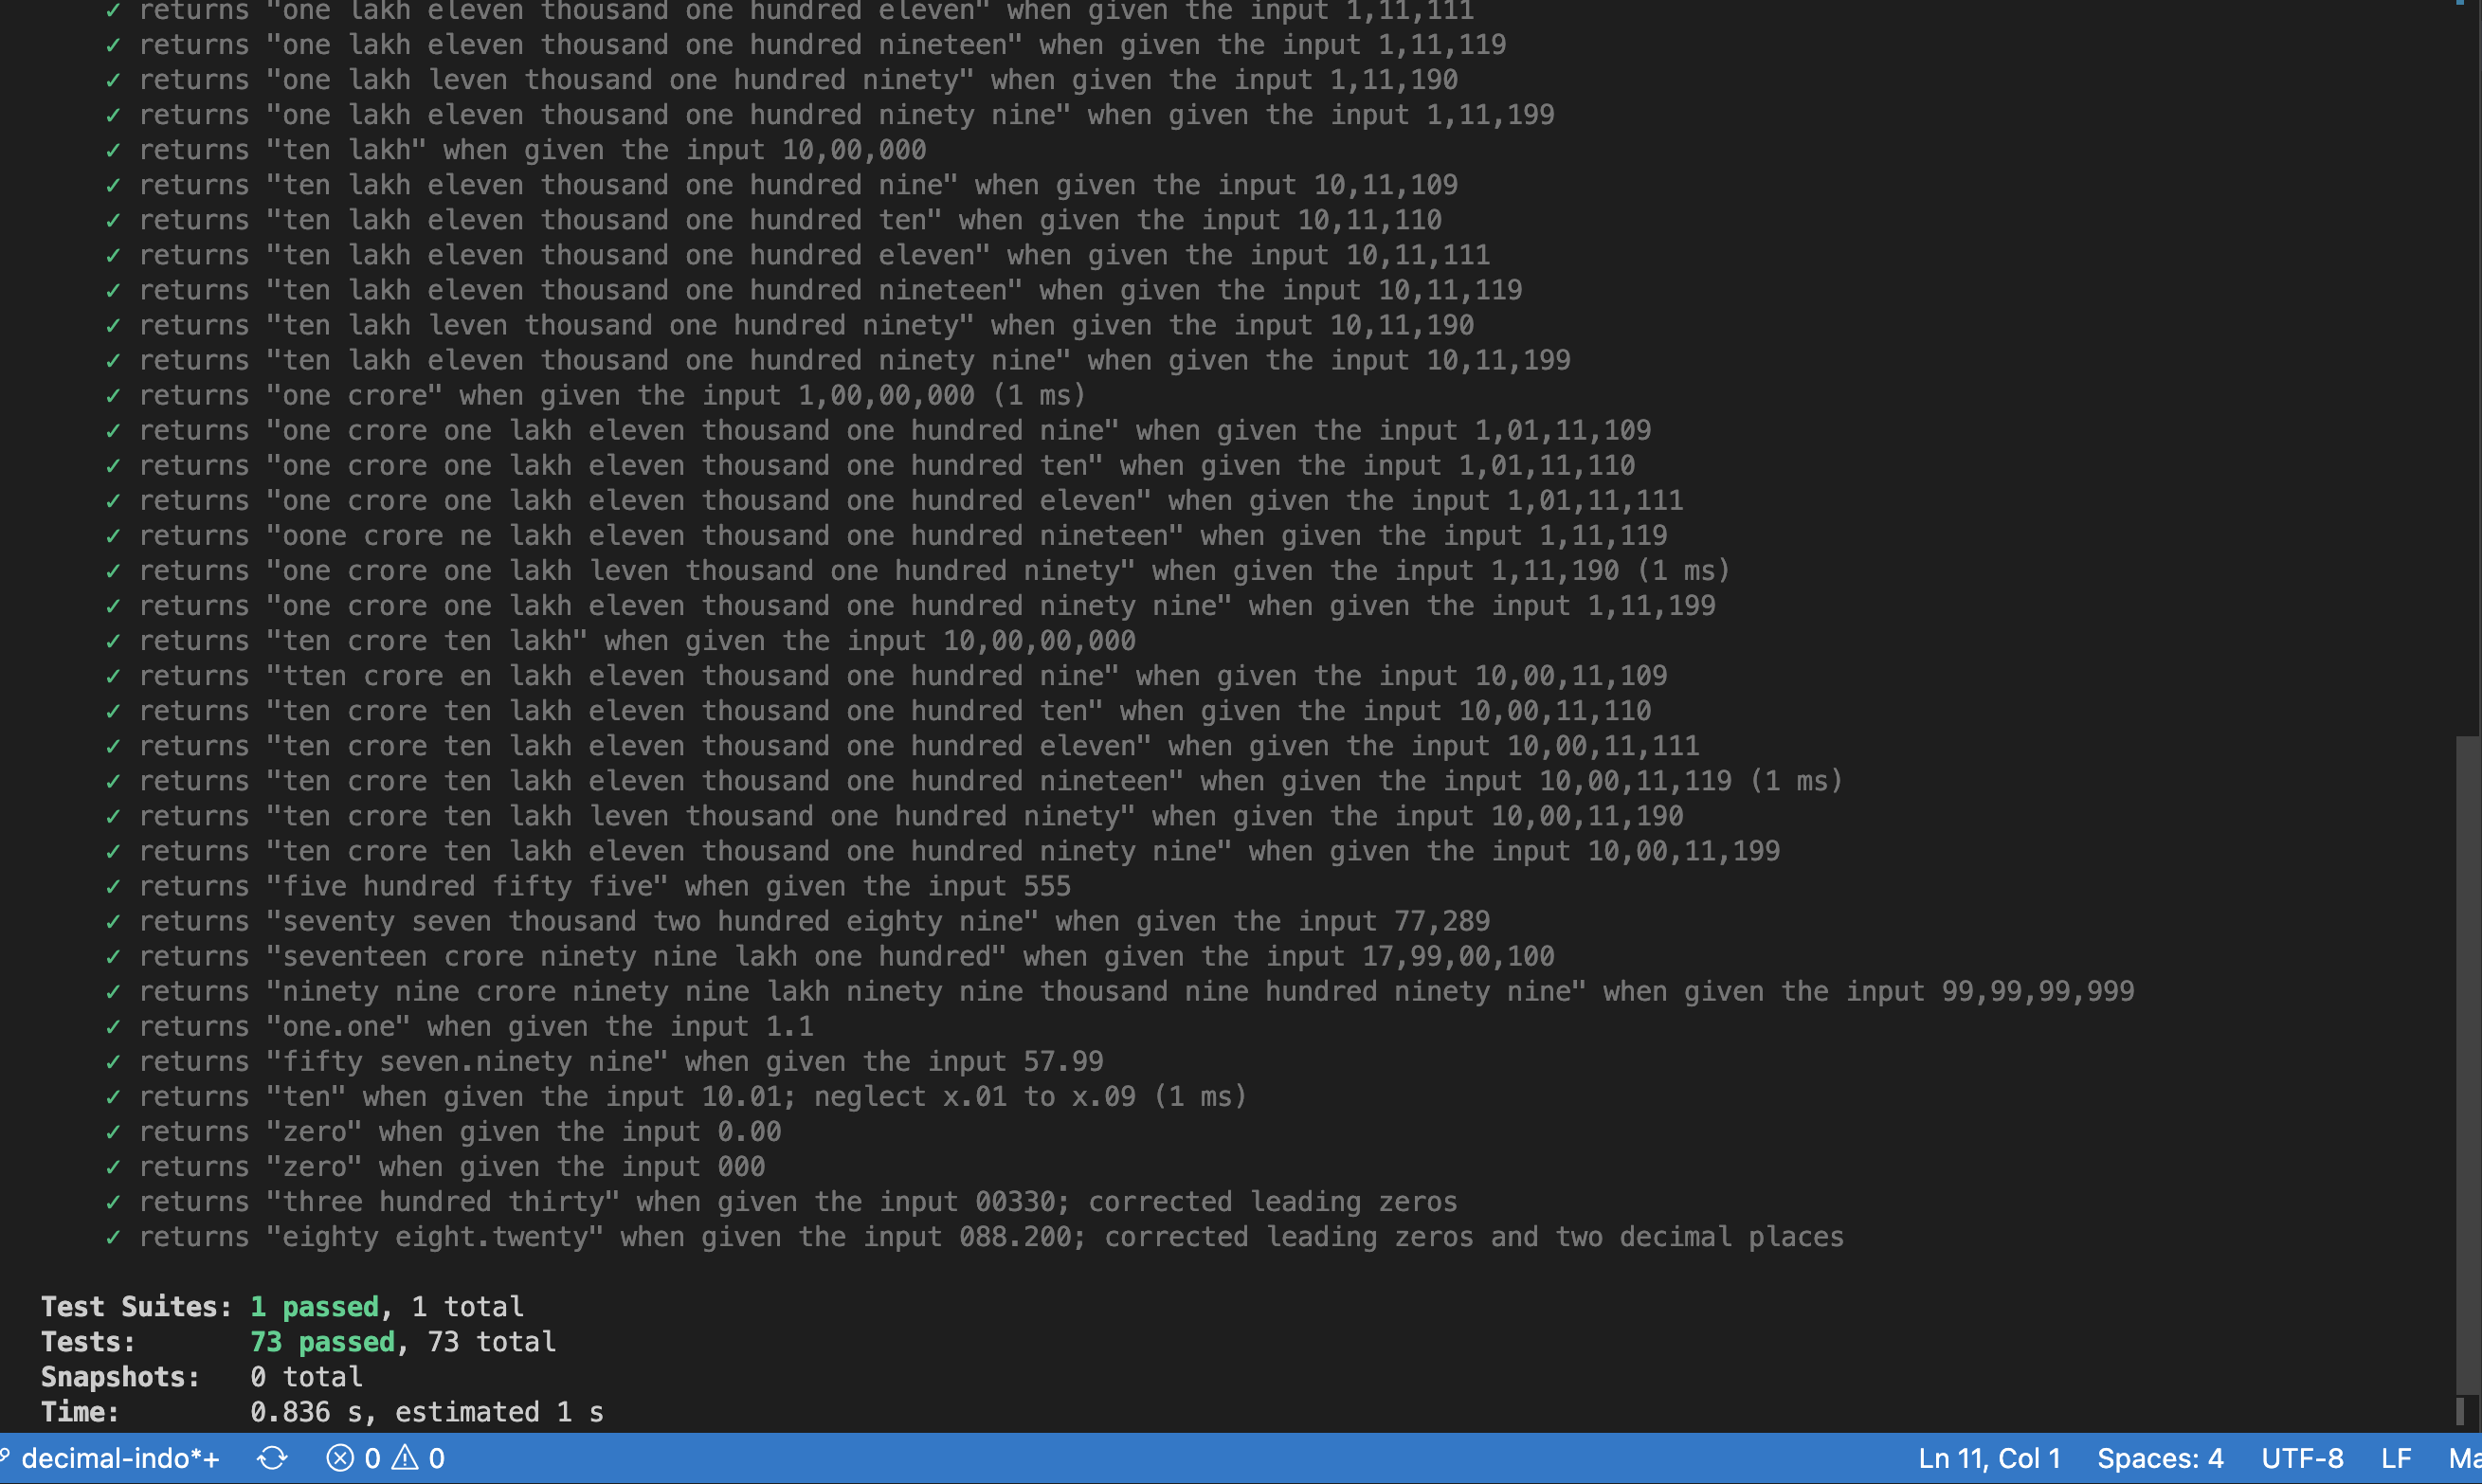 ✓ returns "one lakh eleven thousand one hundred eleven" when given the input 1,11,111
✓ returns "one lakh eleven thousand one hundred nineteen" when given the input 1,11,119
✓ returns "one lakh leven thousand one hundred ninety" when given the input 1,11,190
✓ returns "one lakh eleven thousand one hundred ninety nine" when given the input 1,11,199
✓ returns "ten lakh" when given the input 10,00,000
✓ returns "ten lakh eleven thousand one hundred nine" when given the input 10,11,109
✓ returns "ten lakh eleven thousand one hundred ten" when given the input 10,11,110
✓ returns "ten lakh eleven thousand one hundred eleven" when given the input 10,11,111
✓ returns "ten lakh eleven thousand one hundred nineteen" when given the input 10,11,119
✓ returns "ten lakh leven thousand one hundred ninety" when given the input 10,11,190
✓ returns "ten lakh eleven thousand one hundred ninety nine" when given the input 10,11,199
✓ returns "one crore" when given the input 1,00,00,000 (1 ms)
✓ returns "one crore one lakh eleven thousand one hundred nine" when given the input 1,01,11,109
✓ returns "one crore one lakh eleven thousand one hundred ten" when given the input 1,01,11,110
✓ returns "one crore one lakh eleven thousand one hundred eleven" when given the input 1,01,11,111
✓ returns "oone crore ne lakh eleven thousand one hundred nineteen" when given the input 1,11,119
✓ returns "one crore one lakh leven thousand one hundred ninety" when given the input 1,11,190 (1 ms)
✓ returns "one crore one lakh eleven thousand one hundred ninety nine" when given the input 1,11,199
✓ returns "ten crore ten lakh" when given the input 10,00,00,000
✓ returns "tten crore en lakh eleven thousand one hundred nine" when given the input 10,00,11,109
✓ returns "ten crore ten lakh eleven thousand one hundred ten" when given the input 10,00,11,110
✓ returns "ten crore ten lakh eleven thousand one hundred eleven" when given the input 10,00,11,111
✓ returns "ten crore ten lakh eleven thousand one hundred nineteen" when given the input 10,00,11,119 (1 ms)
✓ returns "ten crore ten lakh leven thousand one hundred ninety" when given the input 10,00,11,190
✓ returns "ten crore ten lakh eleven thousand one hundred ninety nine" when given the input 10,00,11,199
✓ returns "five hundred fifty five" when given the input 555
✓ returns "seventy seven thousand two hundred eighty nine" when given the input 77,289
✓ returns "seventeen crore ninety nine lakh one hundred" when given the input 17,99,00,100
✓ returns "ninety nine crore ninety nine lakh ninety nine thousand nine hundred ninety nine" when given the input 99,99,99,999
✓ returns "one.one" when given the input 1.1
✓ returns "fifty seven.ninety nine" when given the input 57.99
✓ returns "ten" when given the input 10.01; neglect x.01 to x.09 (1 ms)
✓ returns "zero" when given the input 0.00
✓ returns "zero" when given the input 000
✓ returns "three hundred thirty" when given the input 00330; corrected leading zeros
✓ returns "eighty eight.twenty" when given the input 088.200; corrected leading zeros and two decimal places
Test Suites: 1 passed, 1 total
Tests: 73 passed, 73 total
Snapshots: 0 total
Time: 0.836 s, estimated 1 s
decimal-indo*+ 0 0 Ln 11, Col 1 Spaces: 4 UTF-8 LF Ma